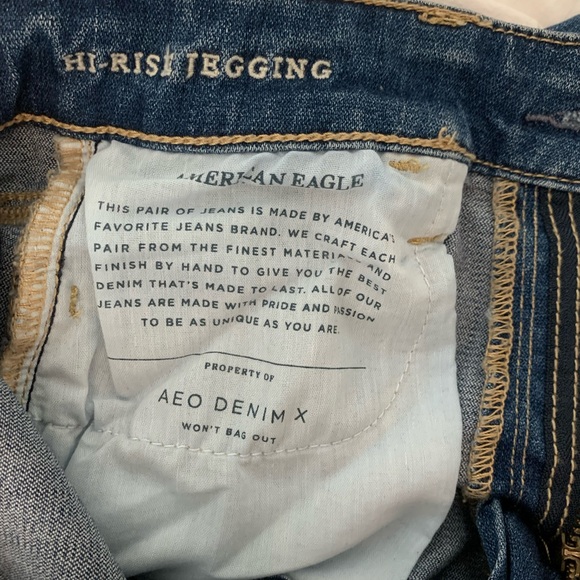 HI-RISE JEGGING
AMERICAN EAGLE
THIS PAIR OF JEANS IS MADE BY AMERICA'S
FAVORITE JEANS BRAND. WE CRAFT EACH
PAIR FROM THE FINEST MATERIALS AND
FINISH BY HAND TO GIVE YOU THE BEST
DENIM THAT'S MADE TO LAST. ALL OF OUR
JEANS ARE MADE WITH PRIDE AND PASSION
TO BE AS UNIQUE AS YOU ARE.
PROPERTY OF
AEO DENIM X
WON'T BAG OUT